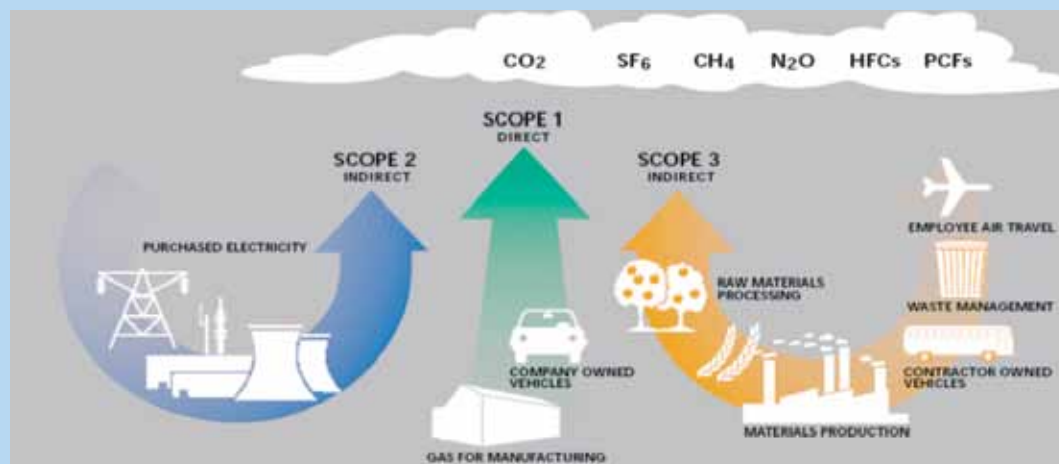 CO2 SF6 CH4 N2O HFCs PCFs
SCOPE 1
DIRECT
SCOPE 2
INDIRECT
SCOPE 3
INDIRECT
PURCHASED ELECTRICITY
COMPANY OWNED
VEHICLES
GAS FOR MANUFACTURING
RAW MATERIALS
PROCESSING
MATERIALS PRODUCTION
EMPLOYEE AIR TRAVEL
WASTE MANAGEMENT
CONTRACTOR OWNED
VEHICLES